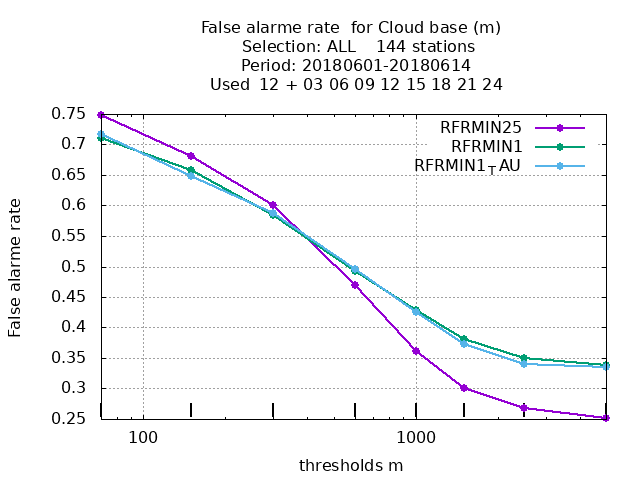 False alarme rate  for Cloud base (m)
Selection: ALL    144 stations
Period: 20180601-20180614
Used  12 + 03 06 09 12 15 18 21 24
RFRMIN25
RFRMIN1
RFRMIN1TAU
False alarme rate
0.75
0.7
0.65
0.6
0.55
0.5
0.45
0.4
0.35
0.3
0.25
100 1000
thresholds m